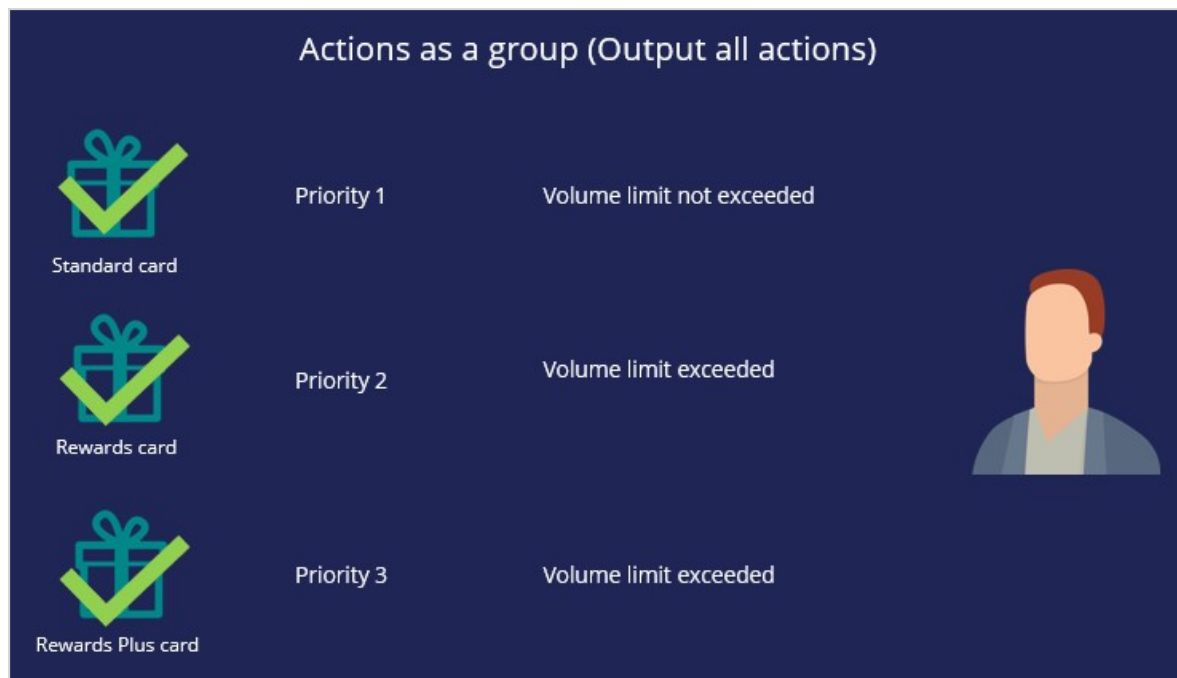 Actions as a group (Output all actions)
Standard card
Priority 1
Volume limit not exceeded
Rewards card
Priority 2
Volume limit exceeded
Rewards Plus card
Priority 3
Volume limit exceeded